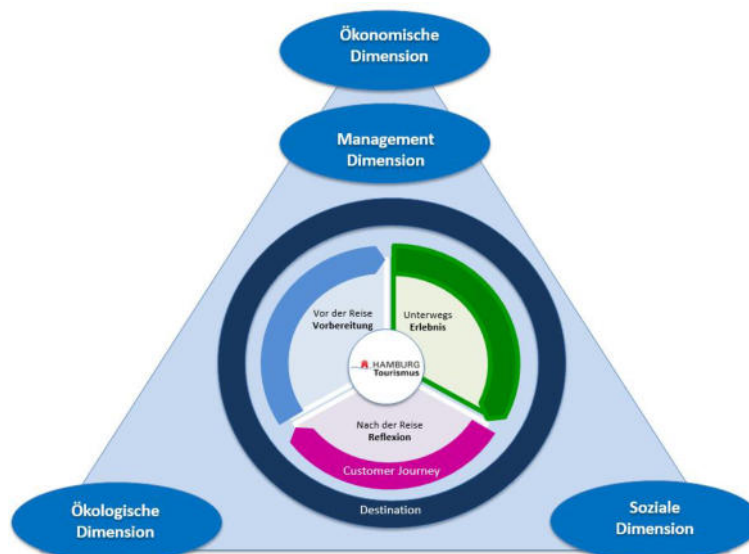 Ökonomische
Dimension
Management
Dimension
Vor der Reise
Vorbereitung
Unterwegs
Erlebnis
HAMBURG
Tourismus
Nach der Reise
Reflexion
Customer Journey
Destination
Ökologische
Dimension
Soziale
Dimension